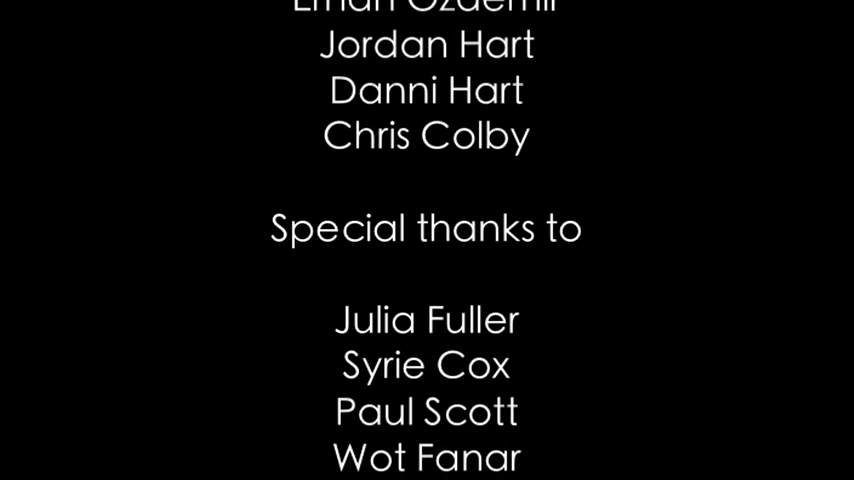 Jordan Hart
Danni Hart
Chris Colby
Special thanks to
Julia Fuller
Syrie Cox
Paul Scott
Wot Fanar